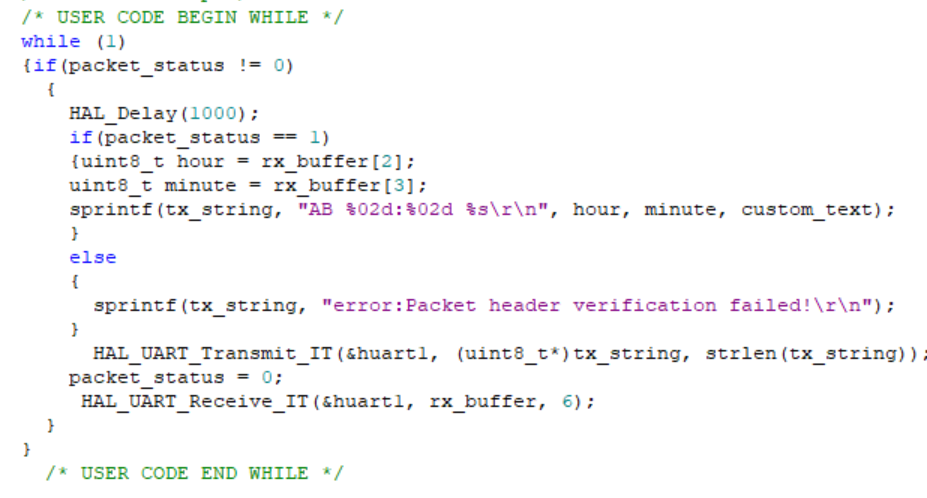 /* USER CODE BEGIN WHILE */
while (1)
{if(packet_status != 0)
{
HAL_Delay(1000);
if(packet_status == 1)
{uint8_t hour = rx_buffer[2];
uint8_t minute = rx_buffer[3];
sprintf(tx_string, "AB %02d:%02d %s\r\n", hour, minute, custom_text);
}
else
{
sprintf(tx_string, "error:Packet header verification failed!\r\n");
}
HAL_UART_Transmit_IT(&huart1, (uint8_t*)tx_string, strlen(tx_string));
packet_status = 0;
HAL_UART_Receive_IT(&huart1, rx_buffer, 6);
}
}
/* USER CODE END WHILE */